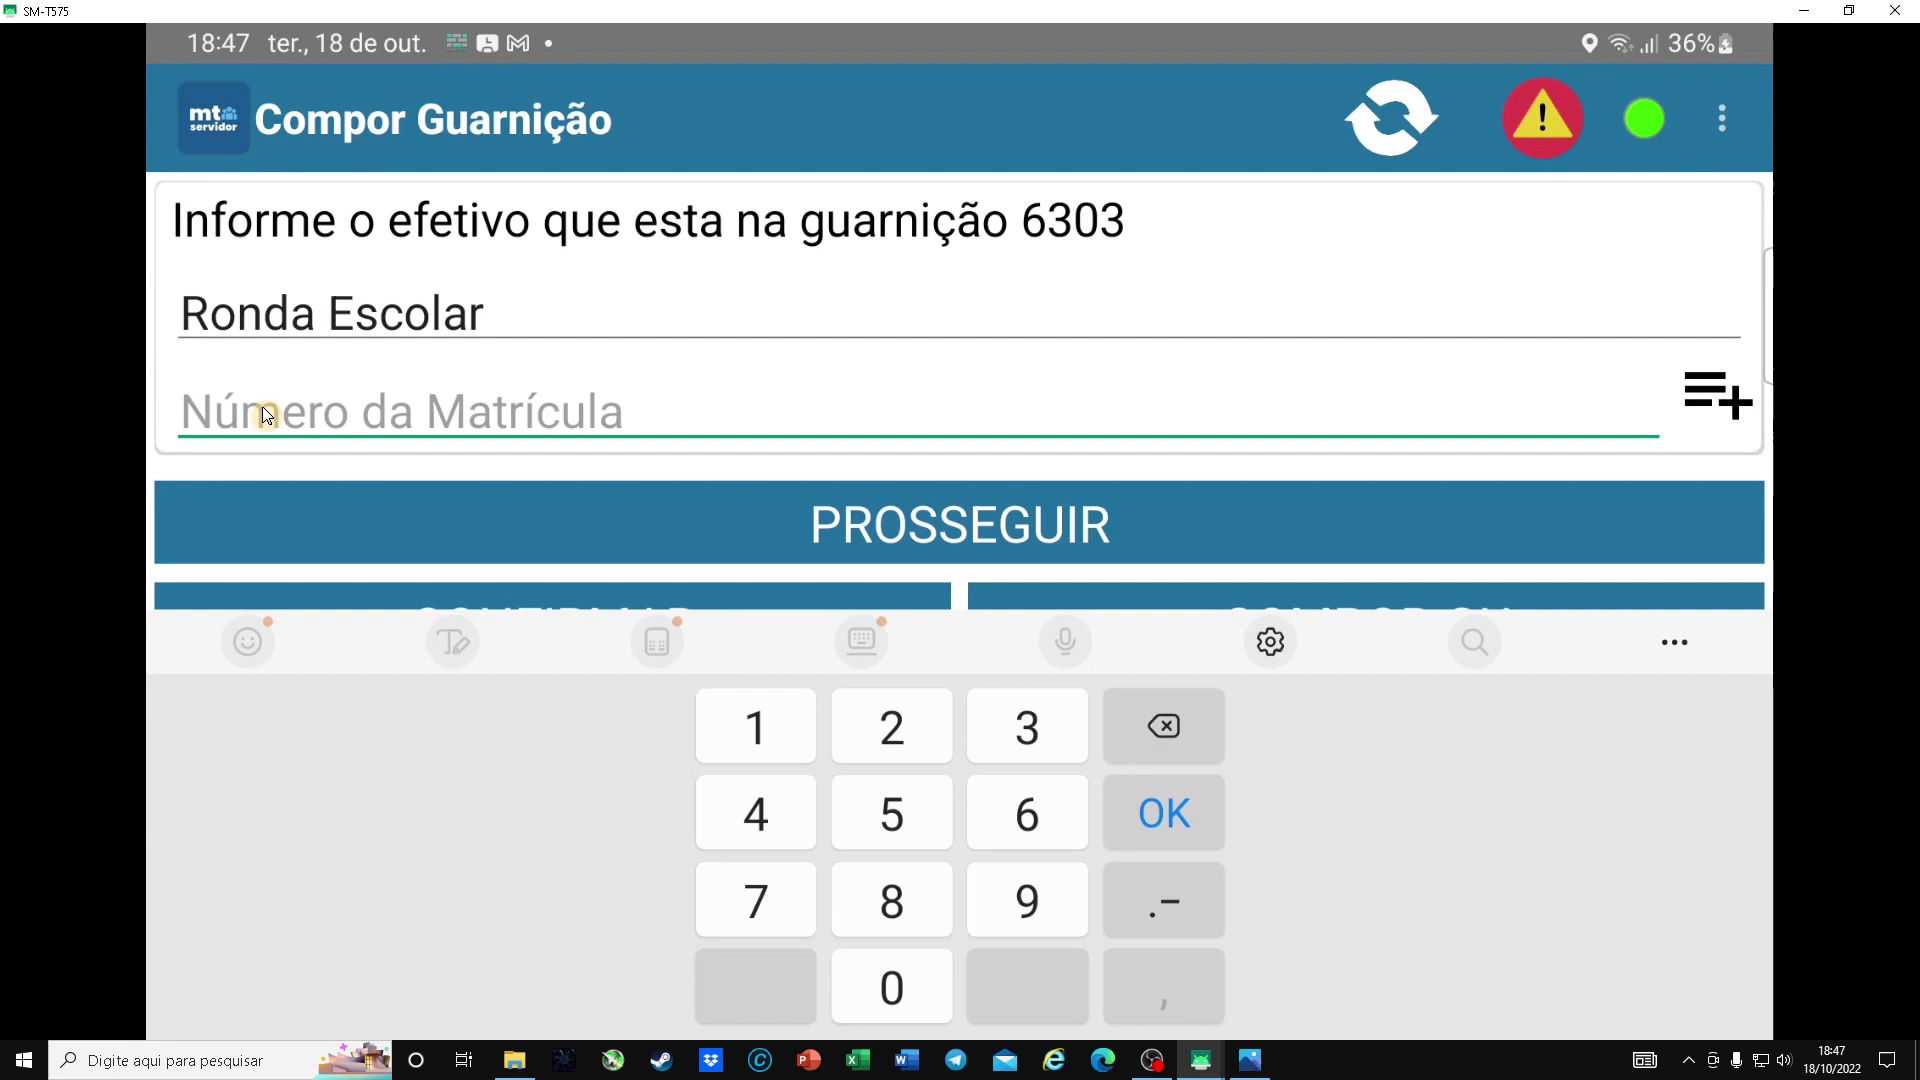 SM-T575
18:47 ter., 18 de out.
36%
mt servidor
Compor Guarnição
Informe o efetivo que esta na guarnição 6303
Ronda Escolar
Número da Matrícula
PROSSEGUIR
1 2 3
4 5 6 OK
7 8 9 .-
0 ,
Digite aqui para pesquisar
18:47
18/10/2022